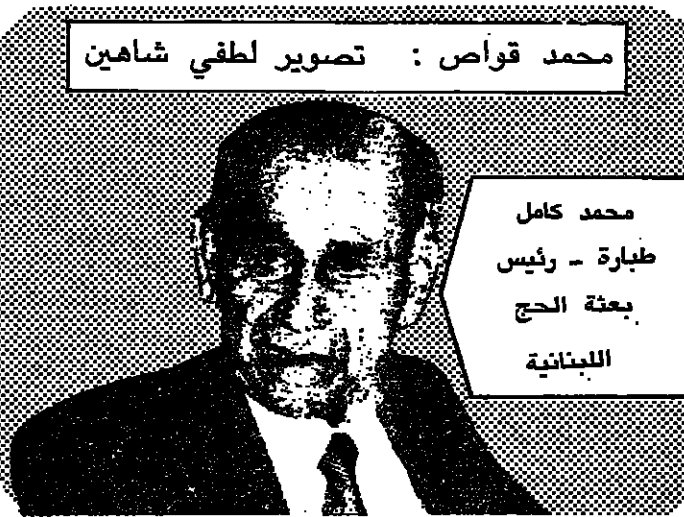 محمد قواص : تصوير لطفي شاهين
محمد كامل
طبارة - رئيس
بعثة الحج
اللبنانية